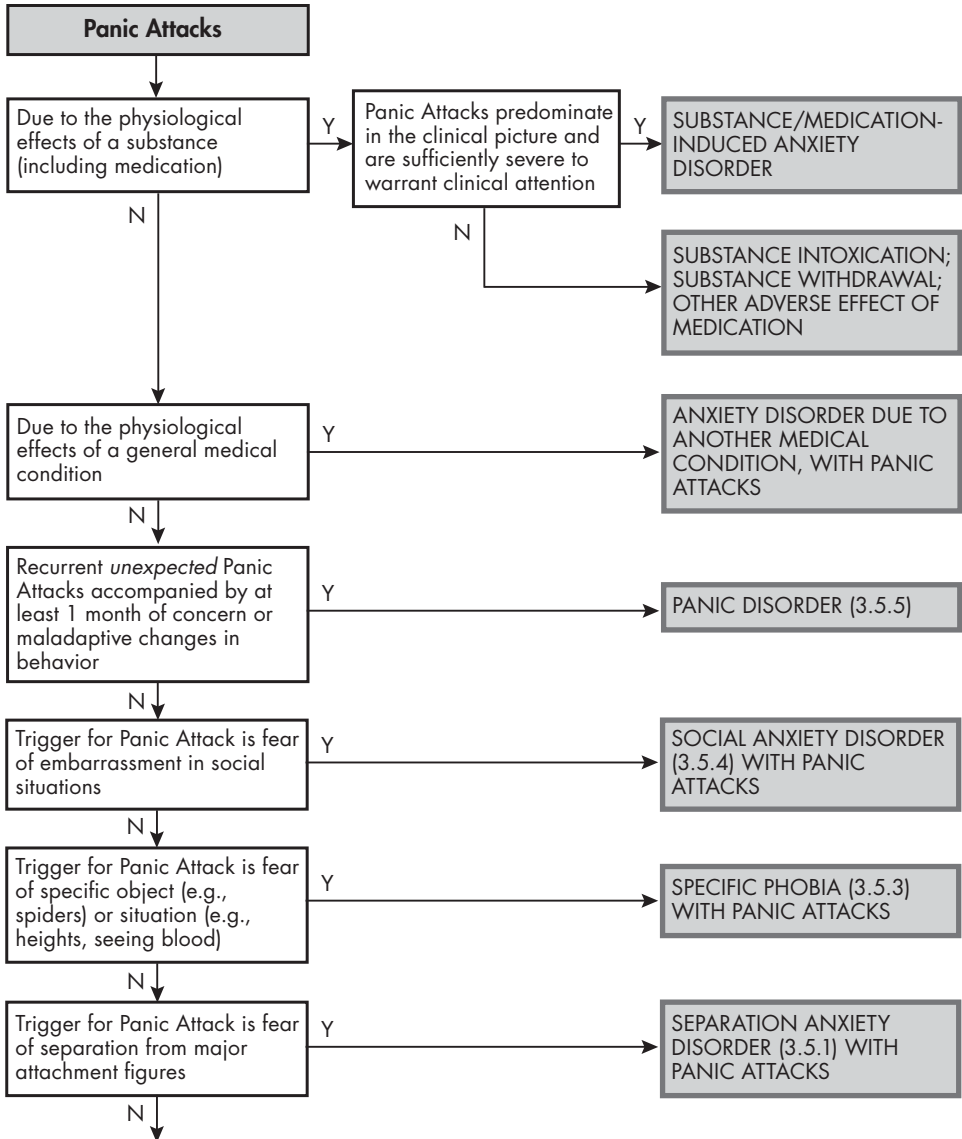 Panic Attacks
Due to the physiological
effects of a substance
(including medication)
Y
Panic Attacks predominate
in the clinical picture and
are sufficiently severe to
warrant clinical attention
Y
SUBSTANCE/MEDICATION-
INDUCED ANXIETY
DISORDER
N
N
SUBSTANCE INTOXICATION;
SUBSTANCE WITHDRAWAL;
OTHER ADVERSE EFFECT OF
MEDICATION
Due to the physiological
effects of a general medical
condition
Y
ANXIETY DISORDER DUE TO
ANOTHER MEDICAL
CONDITION, WITH PANIC
ATTACKS
N
Recurrent unexpected Panic
Attacks accompanied by at
least 1 month of concern or
maladaptive changes in
behavior
Y
PANIC DISORDER (3.5.5)
N
Trigger for Panic Attack is fear
of embarrassment in social
situations
Y
SOCIAL ANXIETY DISORDER
(3.5.4) WITH PANIC
ATTACKS
N
Trigger for Panic Attack is fear
of specific object (e.g.,
spiders) or situation (e.g.,
heights, seeing blood)
Y
SPECIFIC PHOBIA (3.5.3)
WITH PANIC ATTACKS
N
Trigger for Panic Attack is fear
of separation from major
attachment figures
Y
SEPARATION ANXIETY
DISORDER (3.5.1) WITH
PANIC ATTACKS
N